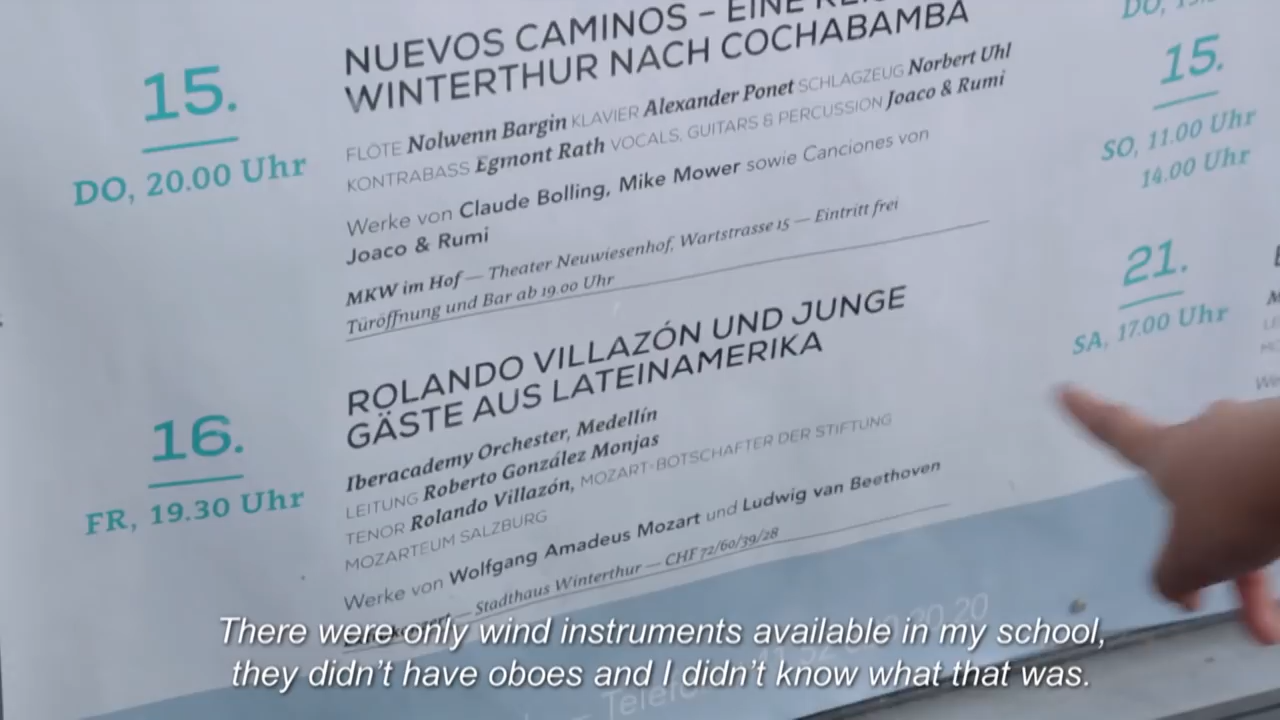 NUEVOS CAMINOS – EINE
WINTERTHUR NACH COCHABAMBA
15.
DO, 20.00 Uhr
FLÖTE Nolwenn Bargin KLAVIER Alexander Ponet SCHLAGZEUG Norbert Uhl
KONTRABASS Egmont Rath VOCALS, GUITARS & PERCUSSION Joaco & Rumi
Werke von Claude Bolling, Mike Mower sowie Canciones von
Joaco & Rumi
MKW im Hof — Theater Neuwiesenhof, Wartstrasse 15 — Eintritt frei
Türöffnung und Bar ab 19.00 Uhr
16.
FR, 19.30 Uhr
ROLANDO VILLAZÓN UND JUNGE
GÄSTE AUS LATEINAMERIKA
Iberacademy Orchester, Medellín
LEITUNG Roberto González Monjas
TENOR Rolando Villazón, MOZART-BOTSCHAFTER DER STIFTUNG
MOZARTEUM SALZBURG
Werke von Wolfgang Amadeus Mozart und Ludwig van Beethoven
— Stadthaus Winterthur — CHF 72/60/39/28
DO,
15.
SO, 11.00 Uhr
14.00 Uhr
21.
SA, 17.00 Uhr
There were only wind instruments available in my school,
they didn't have oboes and I didn't know what that was.